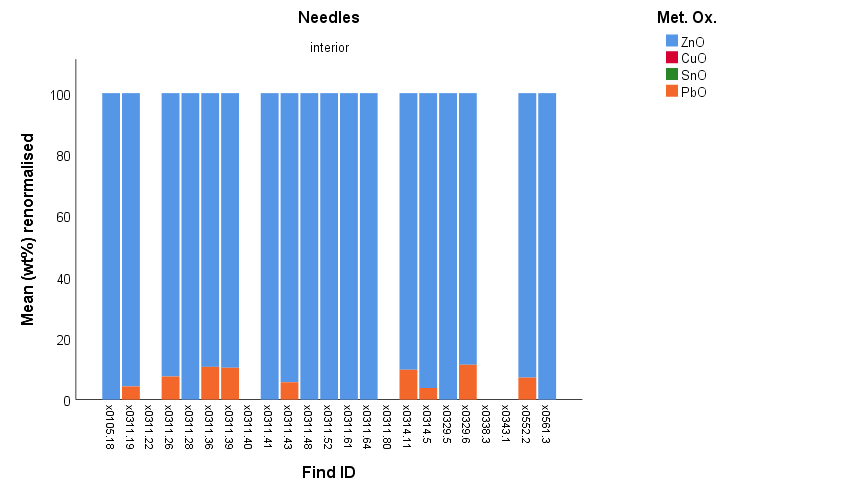 Needles
Met. Ox.
interior
ZnO
CuO
SnO
PbO
Mean (wt%) renormalised
100
80
60
40
20
0
x0105.18
x0311.19
x0311.22
x0311.26
x0311.28
x0311.36
x0311.39
x0311.40
x0311.41
x0311.43
x0311.48
x0311.52
x0311.61
x0311.64
x0311.80
x0314.11
x0314.5
x0329.5
x0329.6
x0338.3
x0343.1
x0552.2
x0561.3
Find ID